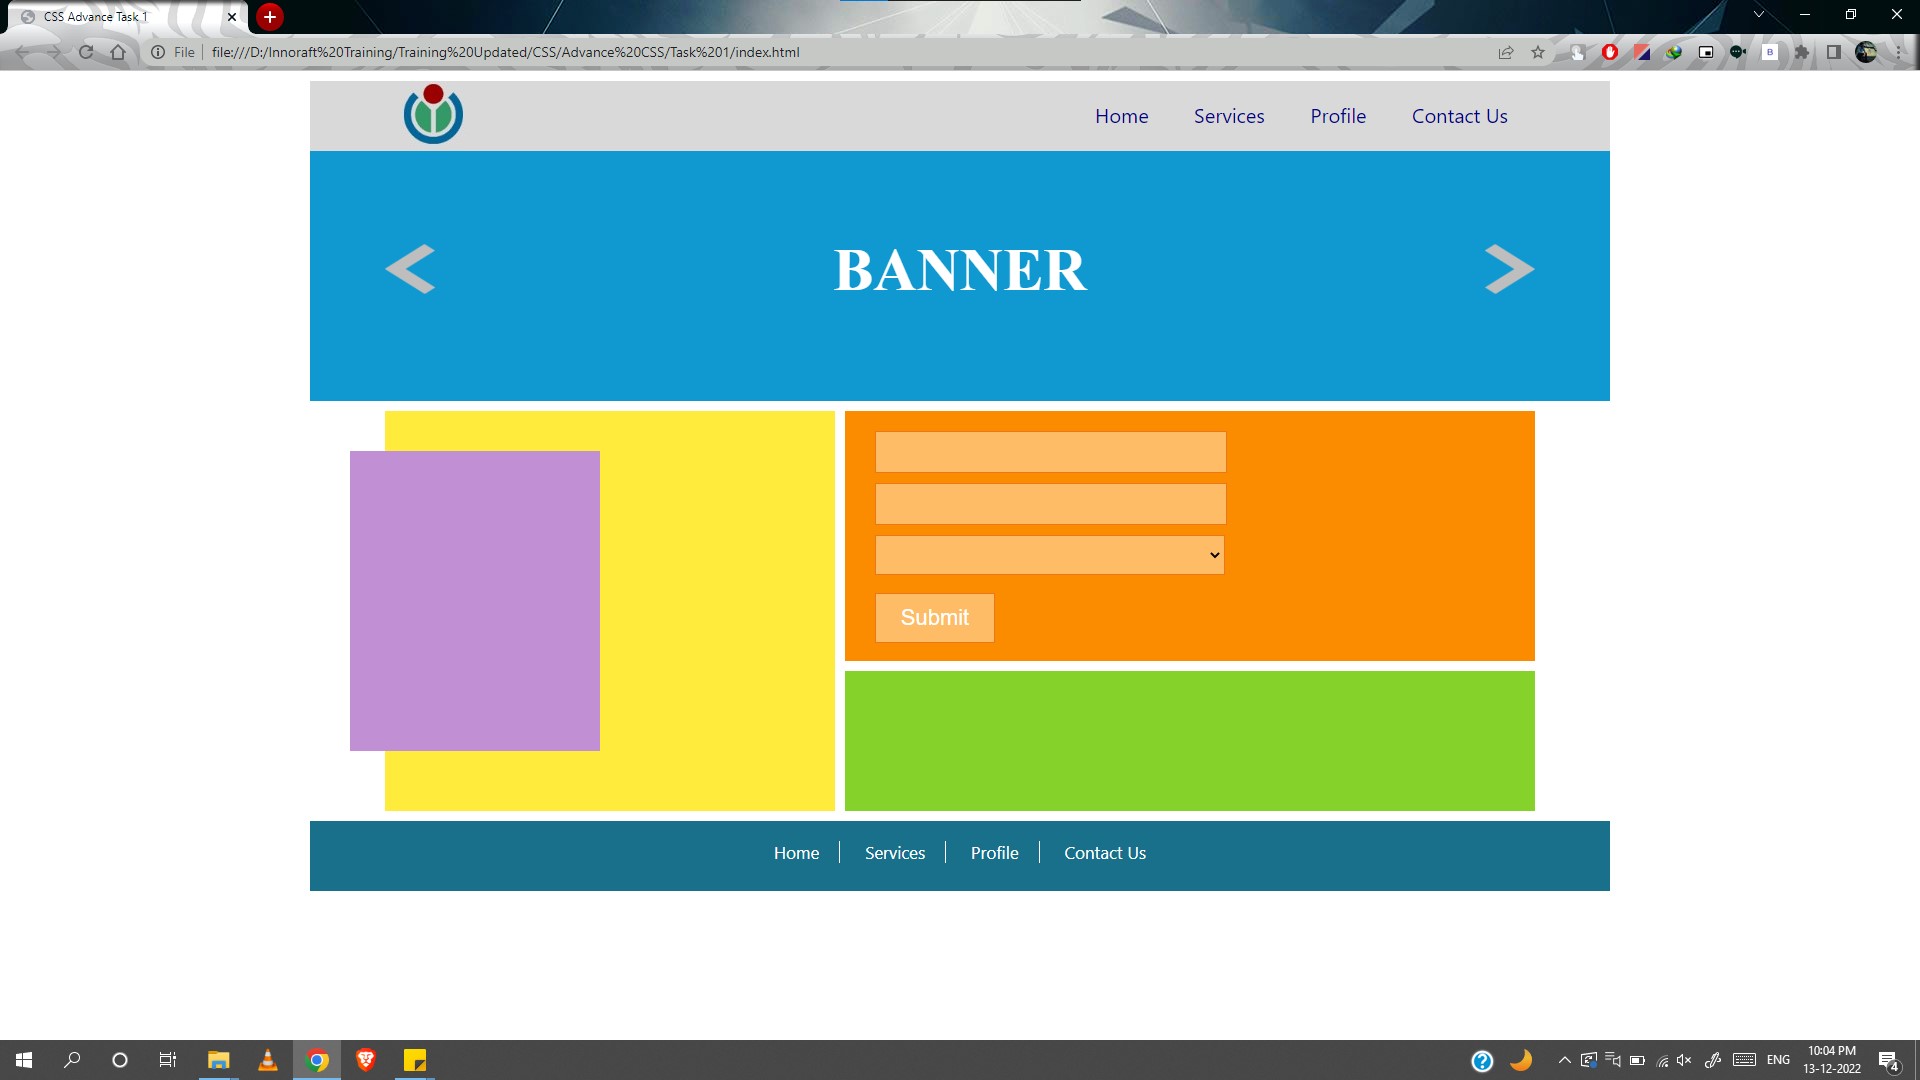 CSS Advance Task 1
File
file:///D:/Innoraft%20Training/Training%20Updated/CSS/Advance%20CSS/Task%201/index.html
B
Home Services Profile Contact Us
BANNER
Submit
Home Services Profile Contact Us
ENG
10:04 PM
13-12-2022
4